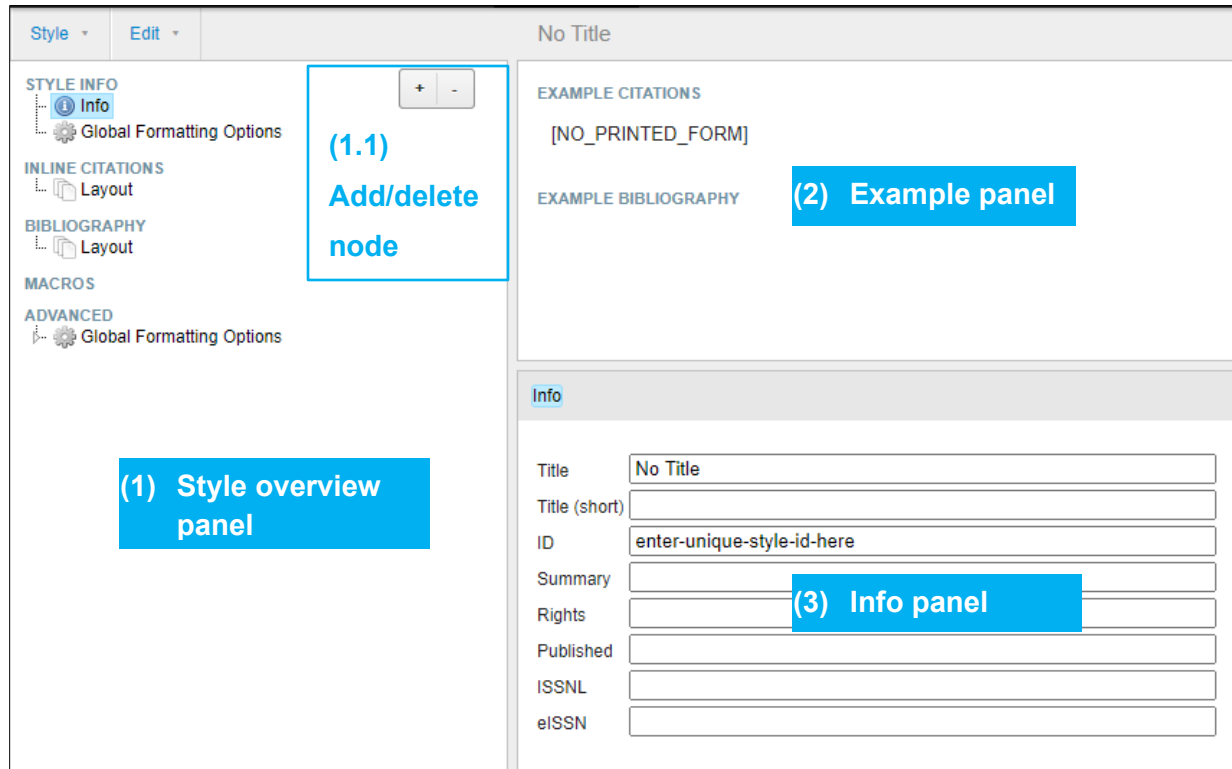 Style Edit No Title
STYLE INFO
Info
Global Formatting Options
INLINE CITATIONS
Layout
BIBLIOGRAPHY
Layout
MACROS
ADVANCED
Global Formatting Options
+ -
(1.1)
Add/delete
node
(1) Style overview
panel
EXAMPLE CITATIONS
[NO_PRINTED_FORM]
EXAMPLE BIBLIOGRAPHY
(2) Example panel
Info
Title No Title
Title (short)
ID enter-unique-style-id-here
Summary
Rights
(3) Info panel
Published
ISSNL
eISSN